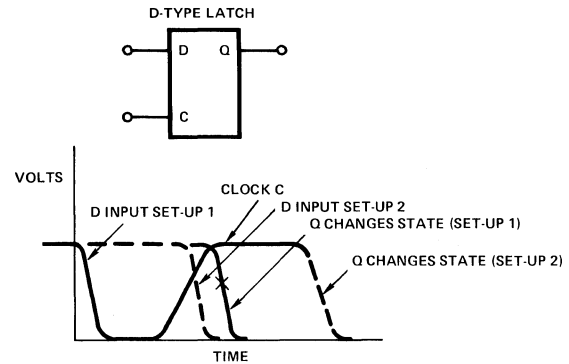 D-TYPE LATCH
D Q
C
VOLTS
CLOCK C
D INPUT SET-UP 1
D INPUT SET-UP 2
Q CHANGES STATE (SET-UP 1)
Q CHANGES STATE (SET-UP 2)
TIME